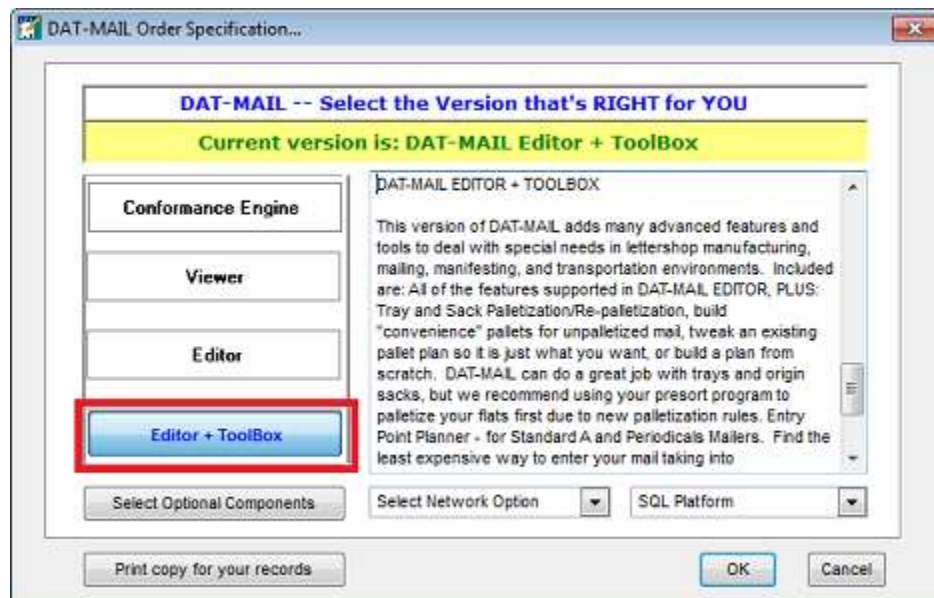 DAT-MAIL Order Specification...
DAT-MAIL -- Select the Version that's RIGHT for YOU
Current version is: DAT-MAIL Editor + ToolBox
Conformance Engine
Viewer
Editor
Editor + ToolBox
DAT-MAIL EDITOR + TOOLBOX
This version of DAT-MAIL adds many advanced features and
tools to deal with special needs in lettershop manufacturing,
mailing, manifesting, and transportation environments. Included
are: All of the features supported in DAT-MAIL EDITOR, PLUS:
Tray and Sack Palletization/Re-palletization, build
"convenience" pallets for unpalletized mail, tweak an existing
pallet plan so it is just what you want, or build a plan from
scratch. DAT-MAIL can do a great job with trays and origin
sacks, but we recommend using your presort program to
palletize your flats first due to new palletization rules. Entry
Point Planner - for Standard A and Periodicals Mailers. Find the
least expensive way to enter your mail taking into
Select Optional Components
Select Network Option
SQL Platform
Print copy for your records
OK
Cancel